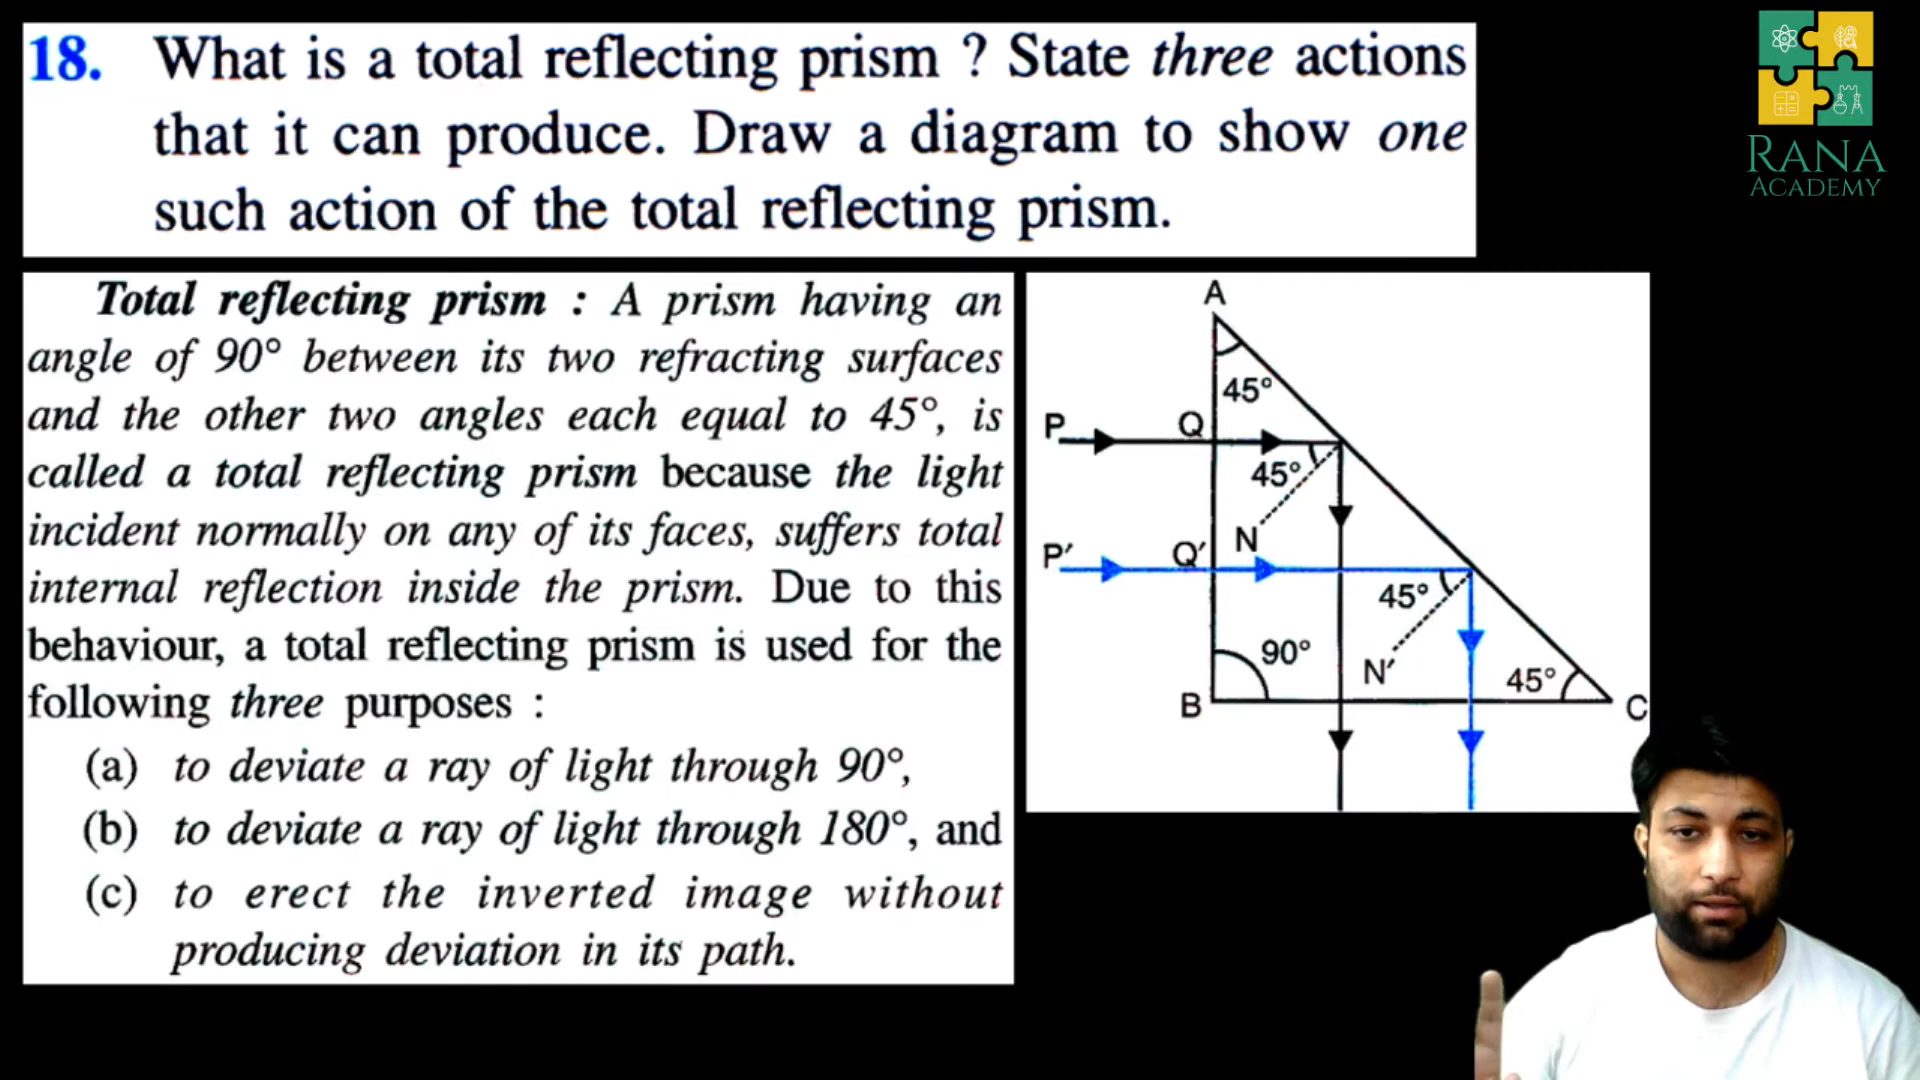 18. What is a total reflecting prism ? State three actions
that it can produce. Draw a diagram to show one
such action of the total reflecting prism.
RANA
ACADEMY
Total reflecting prism : A prism having an
angle of 90° between its two refracting surfaces
and the other two angles each equal to 45°, is
called a total reflecting prism because the light
incident normally on any of its faces, suffers total
internal reflection inside the prism. Due to this
behaviour, a total reflecting prism is used for the
following three purposes :
(a) to deviate a ray of light through 90°,
(b) to deviate a ray of light through 180°, and
(c) to erect the inverted image without
producing deviation in its path.
A
45°
P Q
45°
N
P′ Q′
45°
90°
N′
45°
B
C